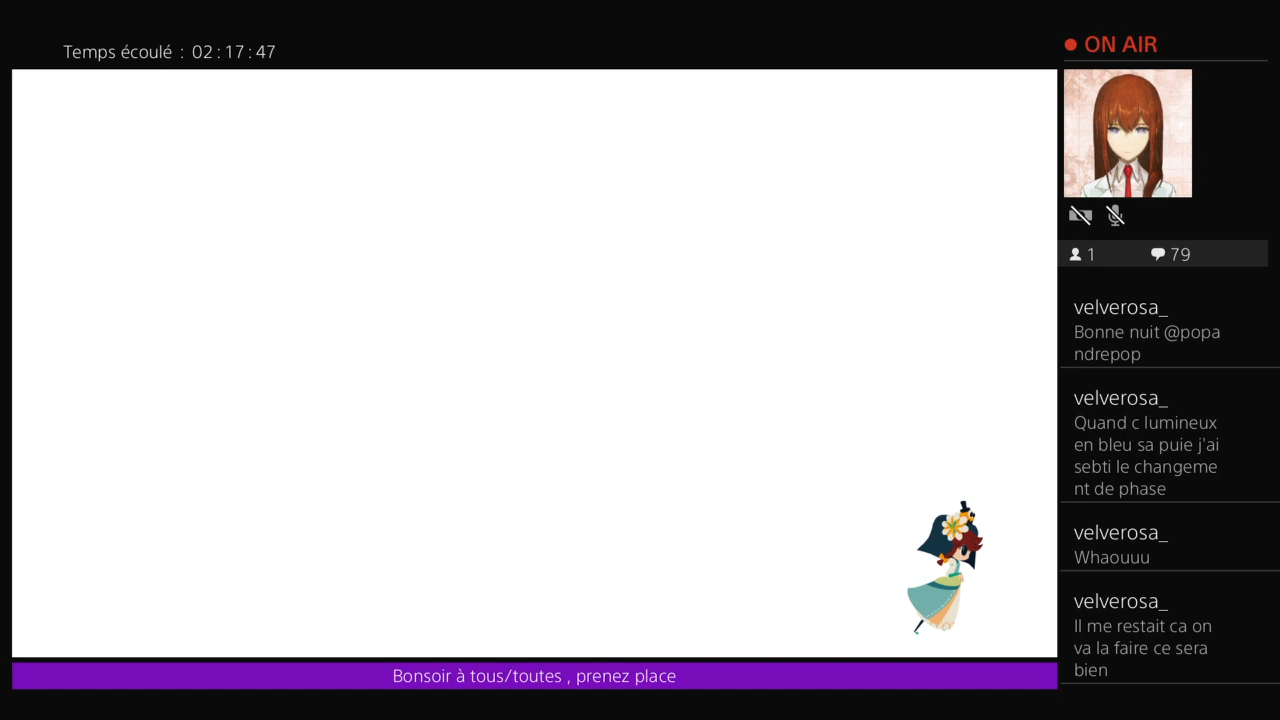 Temps écoulé : 02 : 17 : 47
ON AIR
1 79
velverosa_
Bonne nuit @popa
ndrepop
velverosa_
Quand c lumineux
en bleu sa puie j'ai
sebti le changeme
nt de phase
velverosa_
Whaouuu
velverosa_
Il me restait ca on
va la faire ce sera
bien
Bonsoir à tous/toutes , prenez place